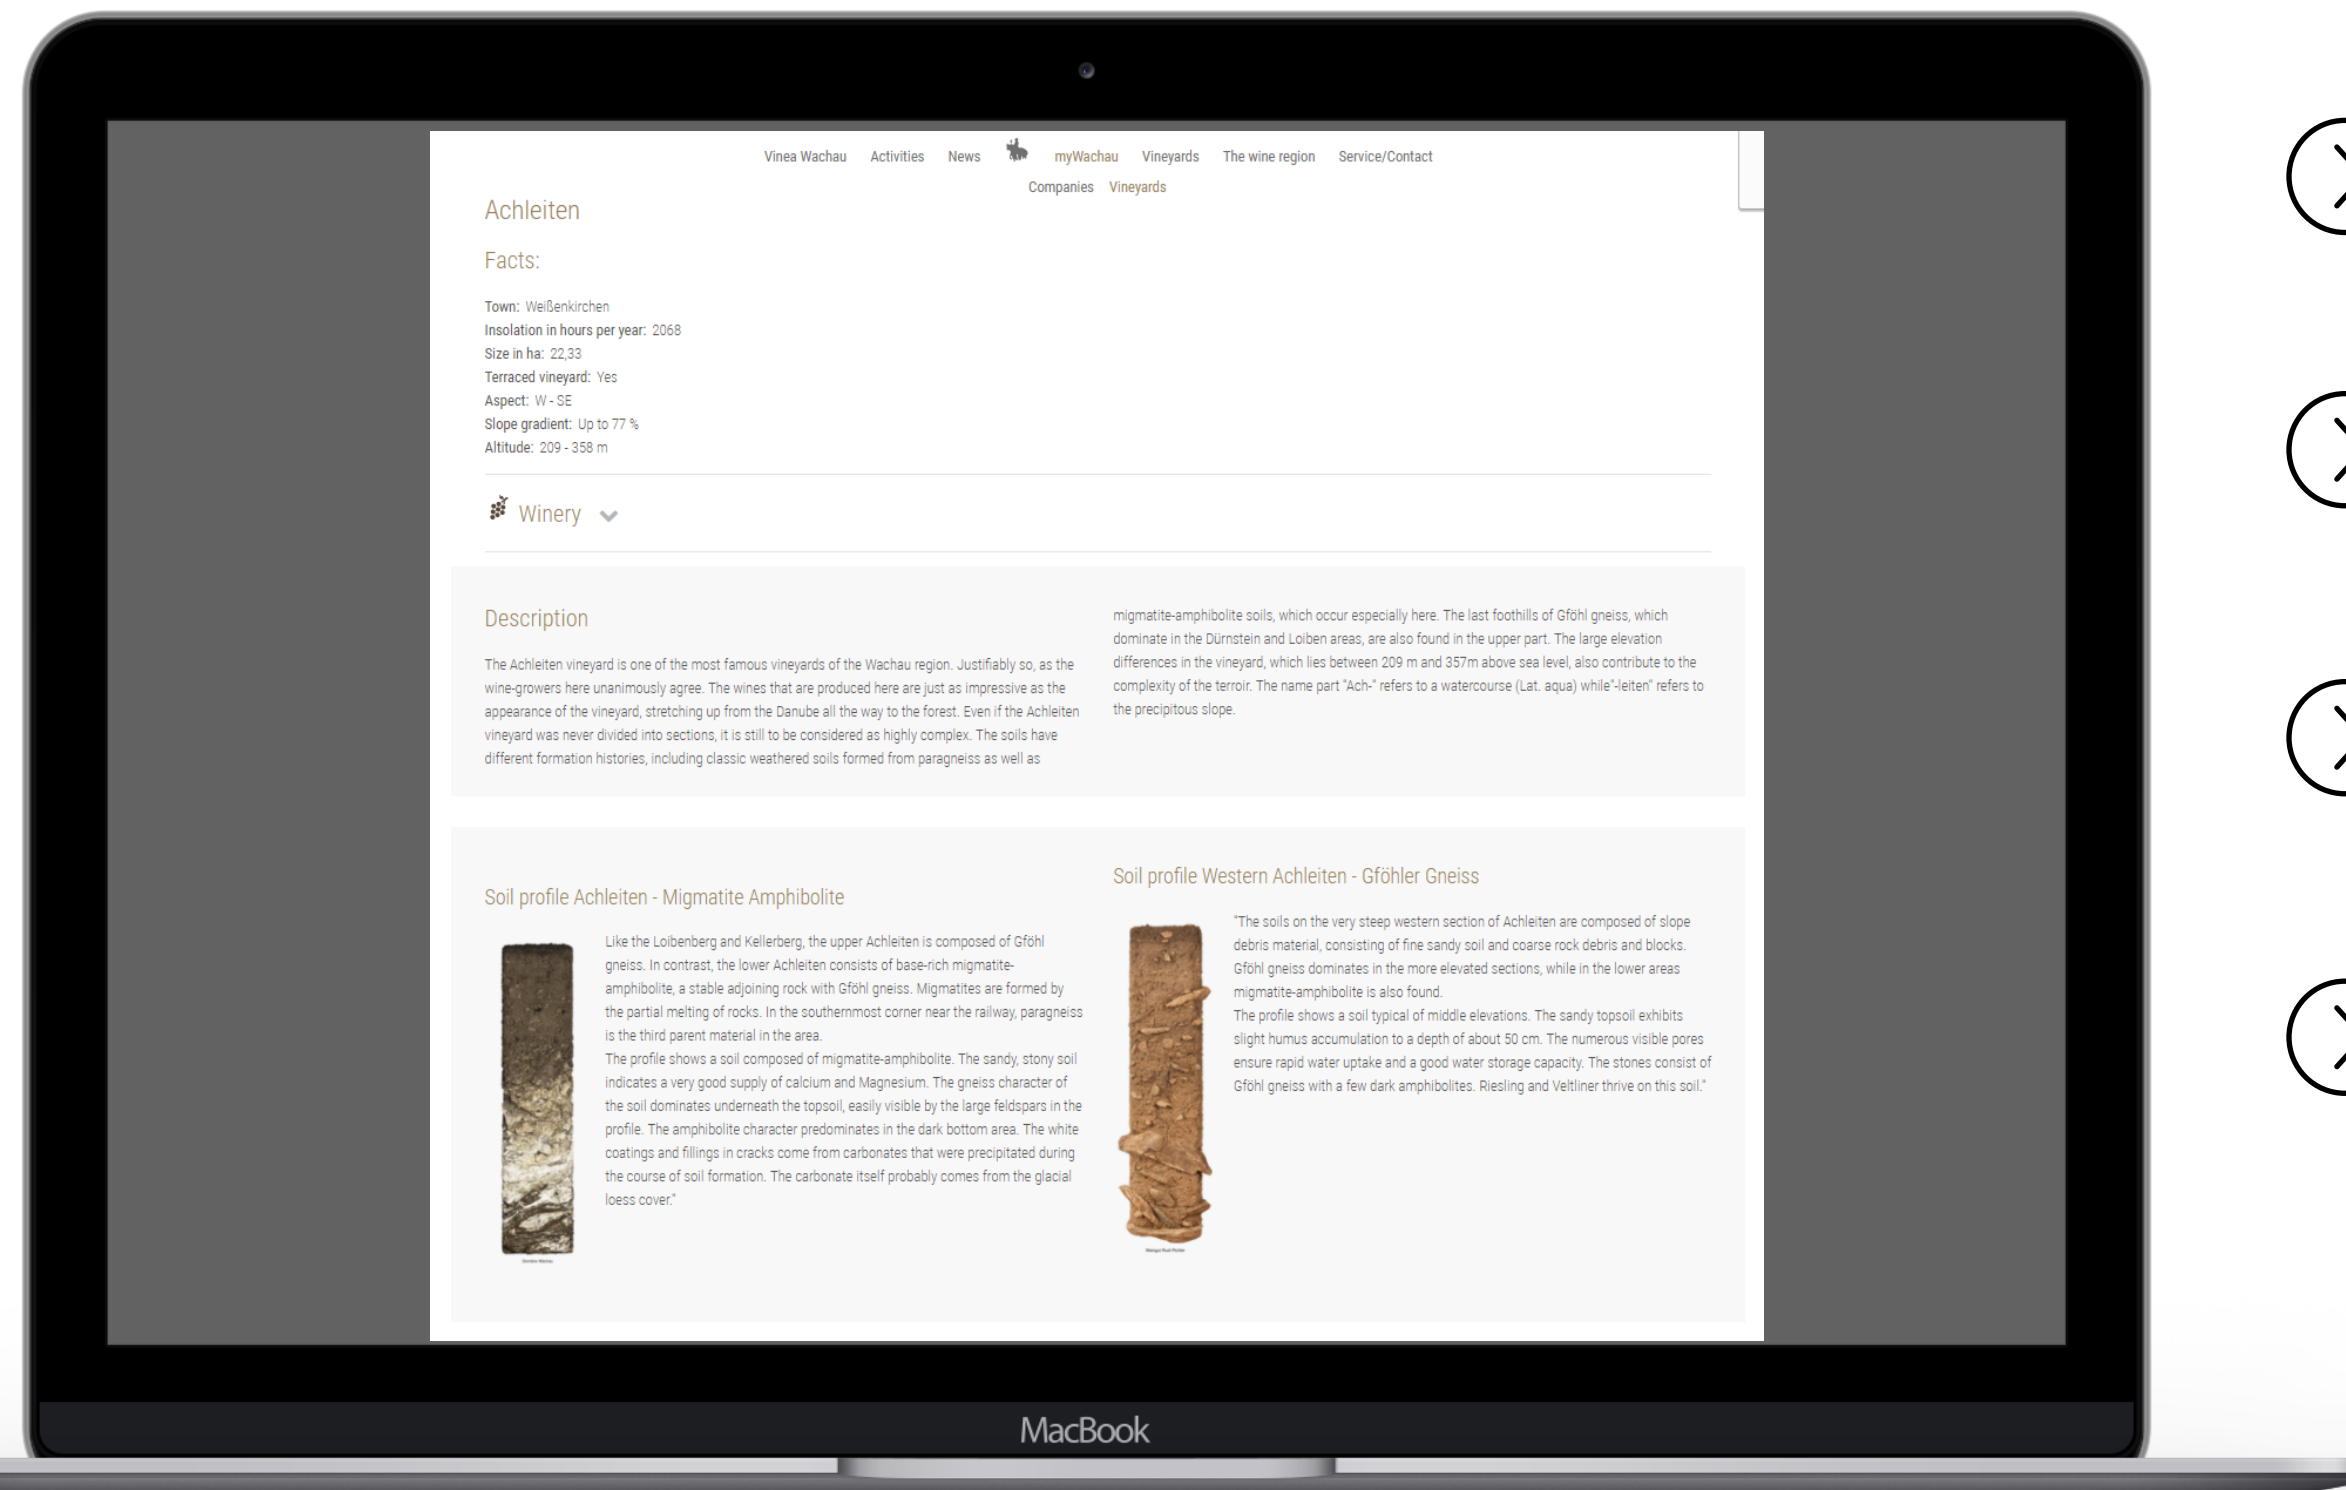 Vinea Wachau Activities News myWachau Vineyards The wine region Service/Contact
Companies Vineyards
Achleiten
Facts:
Town: Weißenkirchen
Insolation in hours per year: 2068
Size in ha: 22,33
Terraced vineyard: Yes
Aspect: W - SE
Slope gradient: Up to 77 %
Altitude: 209 - 358 m
Winery
Description
The Achleiten vineyard is one of the most famous vineyards of the Wachau region. Justifiably so, as the
wine-growers here unanimously agree. The wines that are produced here are just as impressive as the
appearance of the vineyard, stretching up from the Danube all the way to the forest. Even if the Achleiten
vineyard was never divided into sections, it is still to be considered as highly complex. The soils have
different formation histories, including classic weathered soils formed from paragneiss as well as
migmatite-amphibolite soils, which occur especially here. The last foothills of Gföhl gneiss, which
dominate in the Dürnstein and Loiben areas, are also found in the upper part. The large elevation
differences in the vineyard, which lies between 209 m and 357m above sea level, also contribute to the
complexity of the terroir. The name part "Ach-" refers to a watercourse (Lat. aqua) while"-leiten" refers to
the precipitous slope.
Soil profile Achleiten - Migmatite Amphibolite
Like the Loibenberg and Kellerberg, the upper Achleiten is composed of Gföhl
gneiss. In contrast, the lower Achleiten consists of base-rich migmatite-
amphibolite, a stable adjoining rock with Gföhl gneiss. Migmatites are formed by
the partial melting of rocks. In the southernmost corner near the railway, paragneiss
is the third parent material in the area.
The profile shows a soil composed of migmatite-amphibolite. The sandy, stony soil
indicates a very good supply of calcium and Magnesium. The gneiss character of
the soil dominates underneath the topsoil, easily visible by the large feldspars in the
profile. The amphibolite character predominates in the dark bottom area. The white
coatings and fillings in cracks come from carbonates that were precipitated during
the course of soil formation. The carbonate itself probably comes from the glacial
loess cover."
Domäne Wachau
Soil profile Western Achleiten - Gföhler Gneiss
"The soils on the very steep western section of Achleiten are composed of slope
debris material, consisting of fine sandy soil and coarse rock debris and blocks.
Gföhl gneiss dominates in the more elevated sections, while in the lower areas
migmatite-amphibolite is also found.
The profile shows a soil typical of middle elevations. The sandy topsoil exhibits
slight humus accumulation to a depth of about 50 cm. The numerous visible pores
ensure rapid water uptake and a good water storage capacity. The stones consist of
Gföhl gneiss with a few dark amphibolites. Riesling and Veltliner thrive on this soil."
Weingut Rudi Pichler
MacBook